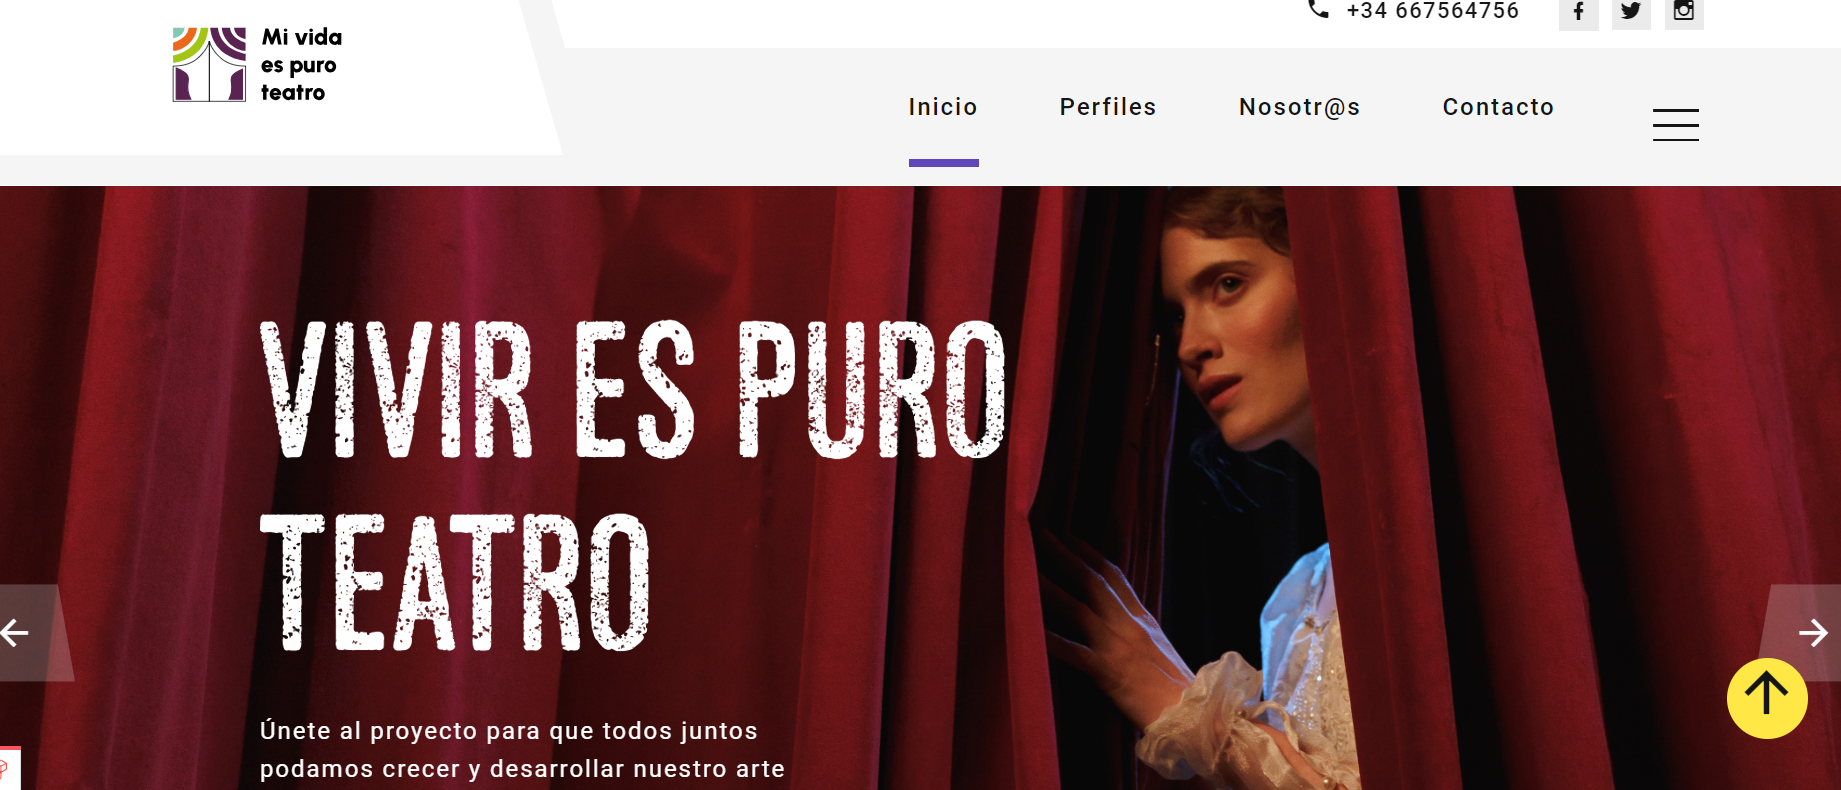 Mi vida
es puro
teatro
+34 667564756
Inicio
Perfiles
Nosotr@s
Contacto
VIVIR ES PURO
TEATRO
Únete al proyecto para que todos juntos
podamos crecer y desarrollar nuestro arte